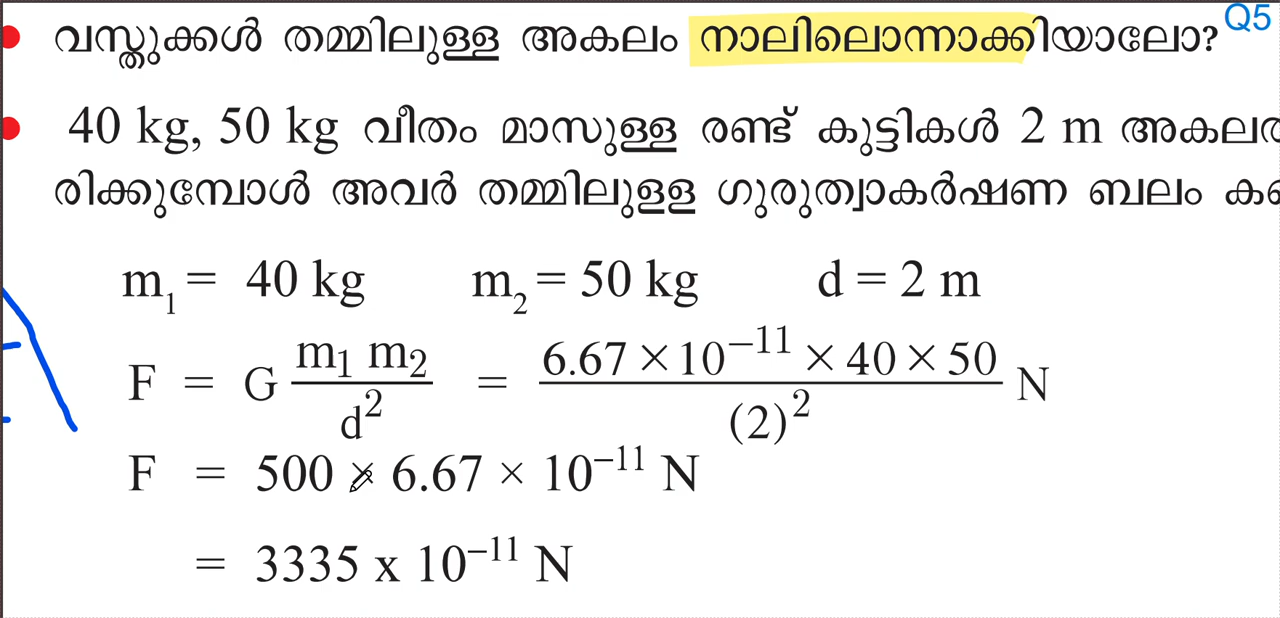 വസ്തുക്കൾ തമ്മിലുള്ള അകലം നാലിലൊന്നാക്കിയാലോ? Q5
40 kg, 50 kg വീതം മാസുള്ള രണ്ട് കുട്ടികൾ 2 m
രിക്കുമ്പോൾ അവർ തമ്മിലുള്ള ഗുരുത്വാകർഷണ ബലം
m₁ = 40 kg m₂ = 50 kg d = 2 m
F = G m₁ m₂ / d² = 6.67 × 10⁻¹¹ × 40 × 50 / (2)² N
F = 500 × 6.67 × 10⁻¹¹ N
= 3335 x 10⁻¹¹ N